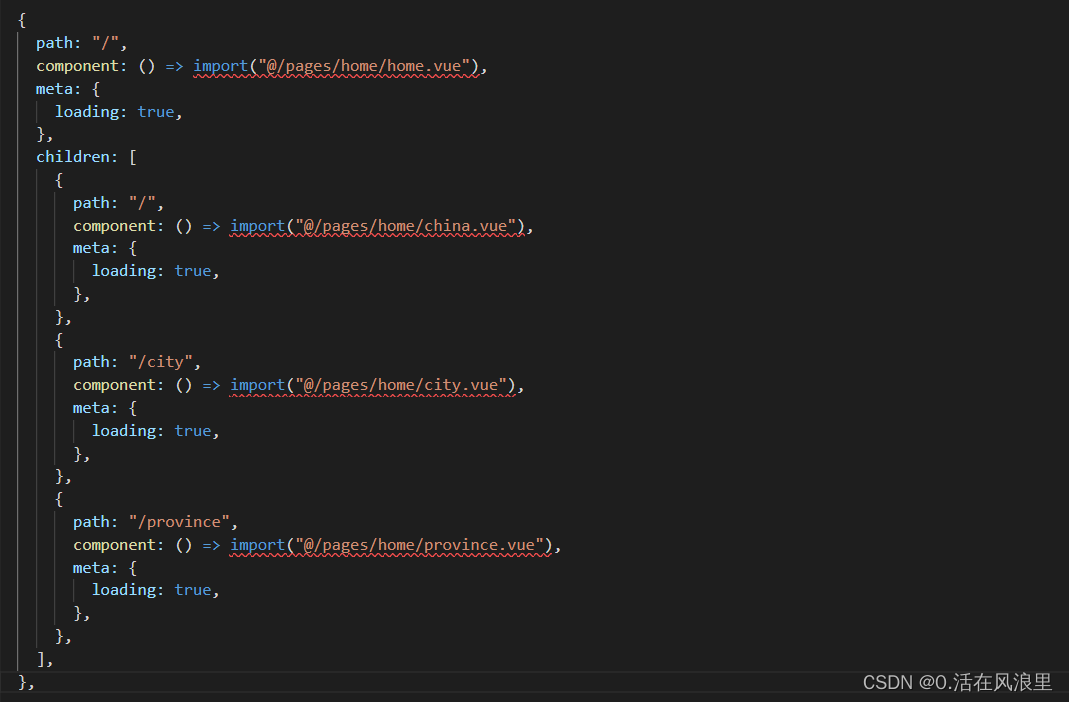 {
  path: "/",
  component: () => import("@/pages/home/home.vue"),
  meta: {
    loading: true,
  },
  children: [
    {
      path: "/",
      component: () => import("@/pages/home/china.vue"),
      meta: {
        loading: true,
      },
    },
    {
      path: "/city",
      component: () => import("@/pages/home/city.vue"),
      meta: {
        loading: true,
      },
    },
    {
      path: "/province",
      component: () => import("@/pages/home/province.vue"),
      meta: {
        loading: true,
      },
    },
  ],
},
CSDN @0.活在风浪里